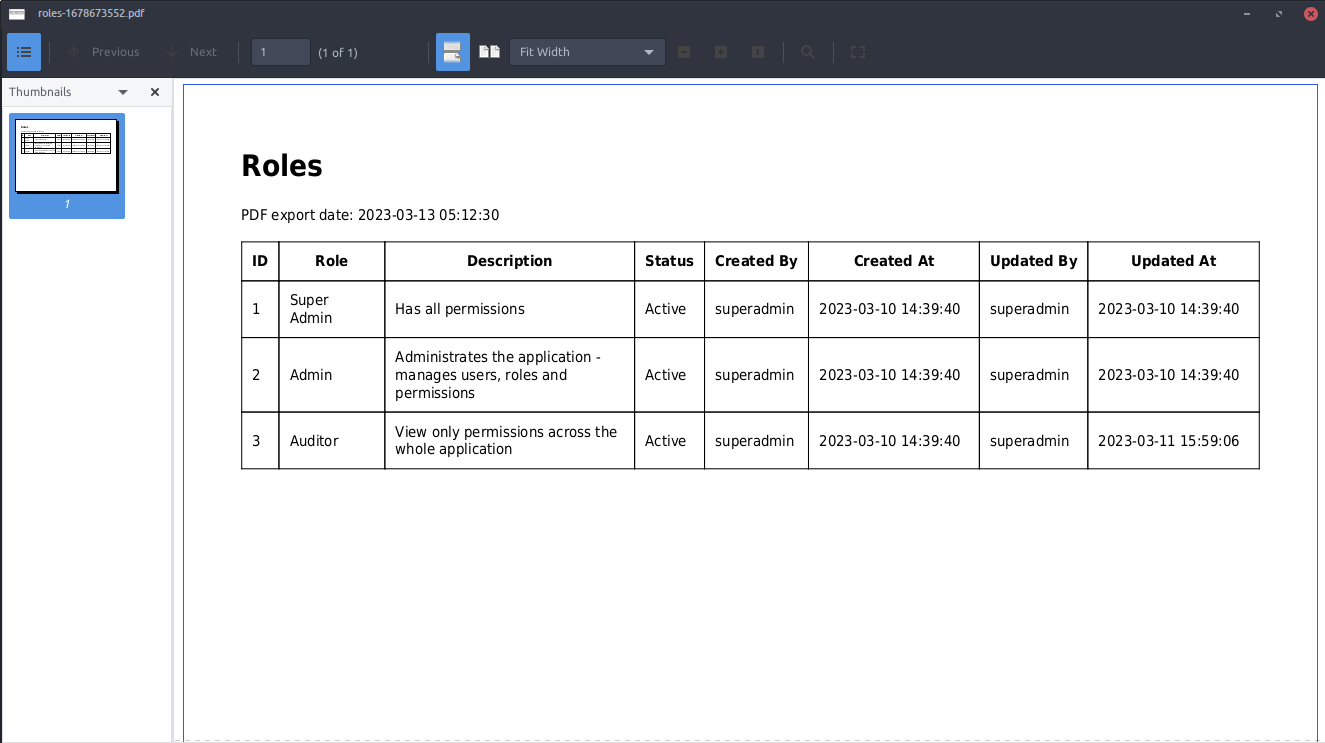 roles-1678673552.pdf
Previous
Next
1
(1 of 1)
Fit Width
Thumbnails
1
Roles
PDF export date: 2023-03-13 05:12:30
ID Role Description Status Created By Created At Updated By Updated At
1 Super Admin Has all permissions Active superadmin 2023-03-10 14:39:40 superadmin 2023-03-10 14:39:40
2 Admin Administrates the application - manages users, roles and permissions Active superadmin 2023-03-10 14:39:40 superadmin 2023-03-10 14:39:40
3 Auditor View only permissions across the whole application Active superadmin 2023-03-10 14:39:40 superadmin 2023-03-11 15:59:06